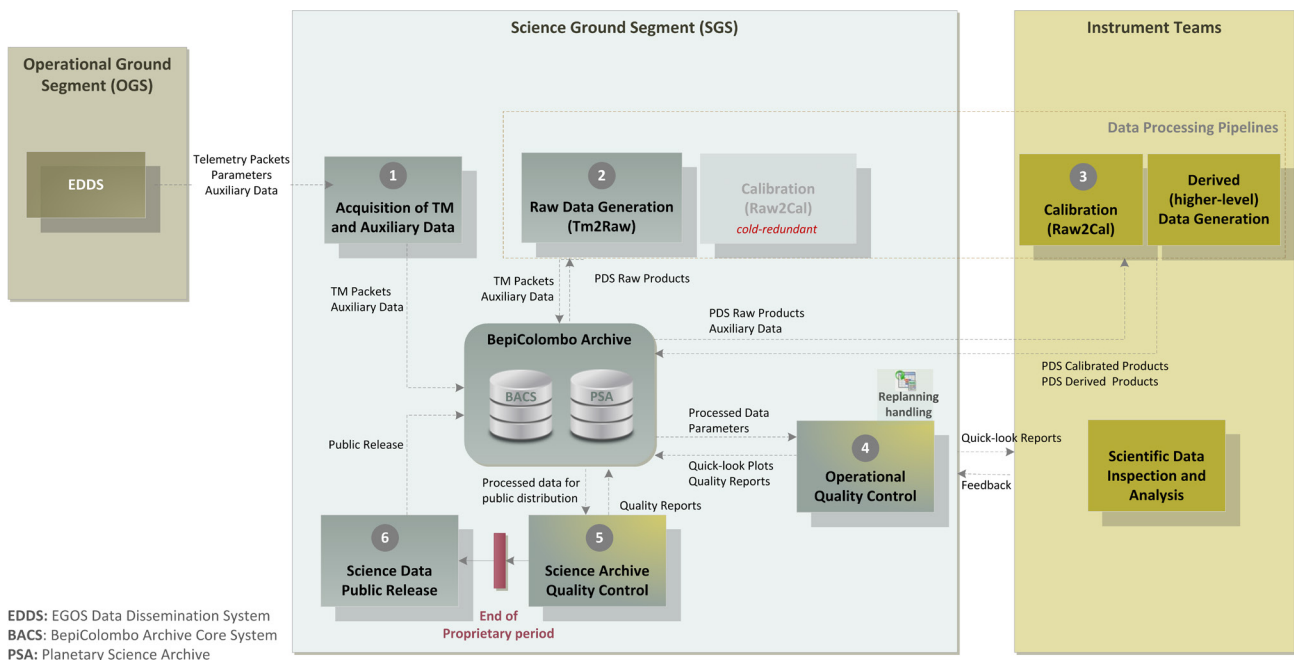 Science Ground Segment (SGS)
Instrument Teams
Operational Ground
Segment (OGS)
EDDS
Telemetry Packets
Parameters
Auxiliary Data
1
Acquisition of TM
and Auxiliary Data
2
Raw Data Generation
(Tm2Raw)
Calibration
(Raw2Cal)
cold-redundant
Data Processing Pipelines
3
Calibration
(Raw2Cal)
Derived
(higher-level)
Data Generation
TM Packets
Auxiliary Data
TM Packets
Auxiliary Data
PDS Raw Products
PDS Raw Products
Auxiliary Data
PDS Calibrated Products
PDS Derived Products
BepiColombo Archive
BACS
PSA
Replanning
handling
Processed Data
Parameters
Quick-look Plots
Quality Reports
4
Operational
Quality Control
Quick-look Reports
Feedback
Scientific Data
Inspection and
Analysis
Public Release
Processed data for
public distribution
Quality Reports
6
Science Data
Public Release
5
Science Archive
Quality Control
End of
Proprietary period
EDDS: EGOS Data Dissemination System
BACS: BepiColombo Archive Core System
PSA: Planetary Science Archive